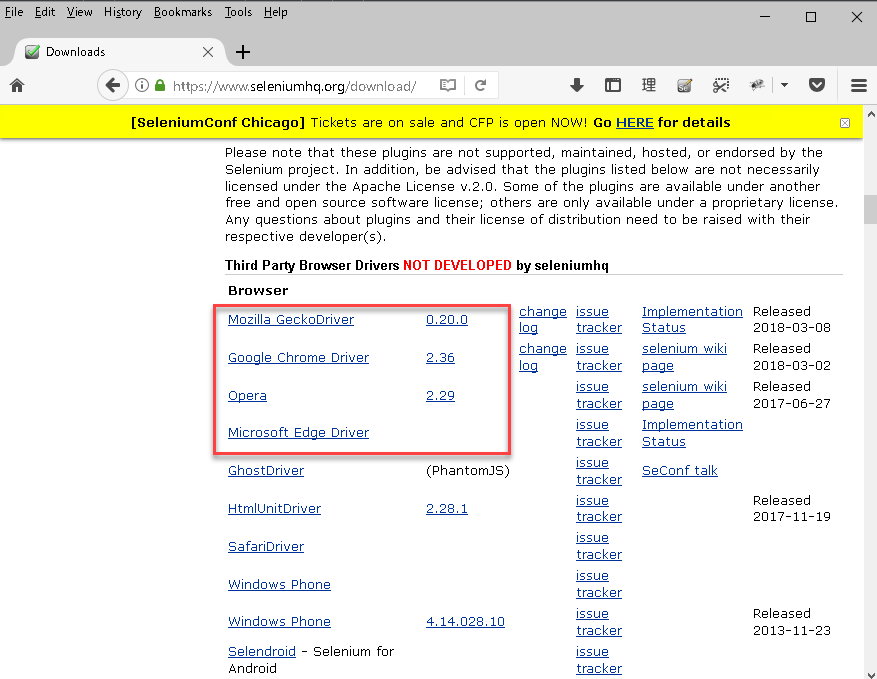 File Edit View History Bookmarks Tools Help
Downloads
https://www.seleniumhq.org/download/
[SeleniumConf Chicago] Tickets are on sale and CFP is open NOW! Go HERE for details
Please note that these plugins are not supported, maintained, hosted, or endorsed by the
Selenium project. In addition, be advised that the plugins listed below are not necessarily
licensed under the Apache License v.2.0. Some of the plugins are available under another
free and open source software license; others are only available under a proprietary license.
Any questions about plugins and their license of distribution need to be raised with their
respective developer(s).
Third Party Browser Drivers NOT DEVELOPED by seleniumhq
Browser
Mozilla GeckoDriver 0.20.0 change log issue tracker Implementation Status Released 2018-03-08
Google Chrome Driver 2.36 change log issue tracker selenium wiki page Released 2018-03-02
Opera 2.29 issue tracker selenium wiki page Released 2017-06-27
Microsoft Edge Driver issue tracker Implementation Status
GhostDriver (PhantomJS) issue tracker SeConf talk
HtmlUnitDriver 2.28.1 issue tracker Released 2017-11-19
SafariDriver issue tracker
Windows Phone issue tracker
Windows Phone 4.14.028.10 issue tracker Released 2013-11-23
Selendroid - Selenium for Android issue tracker